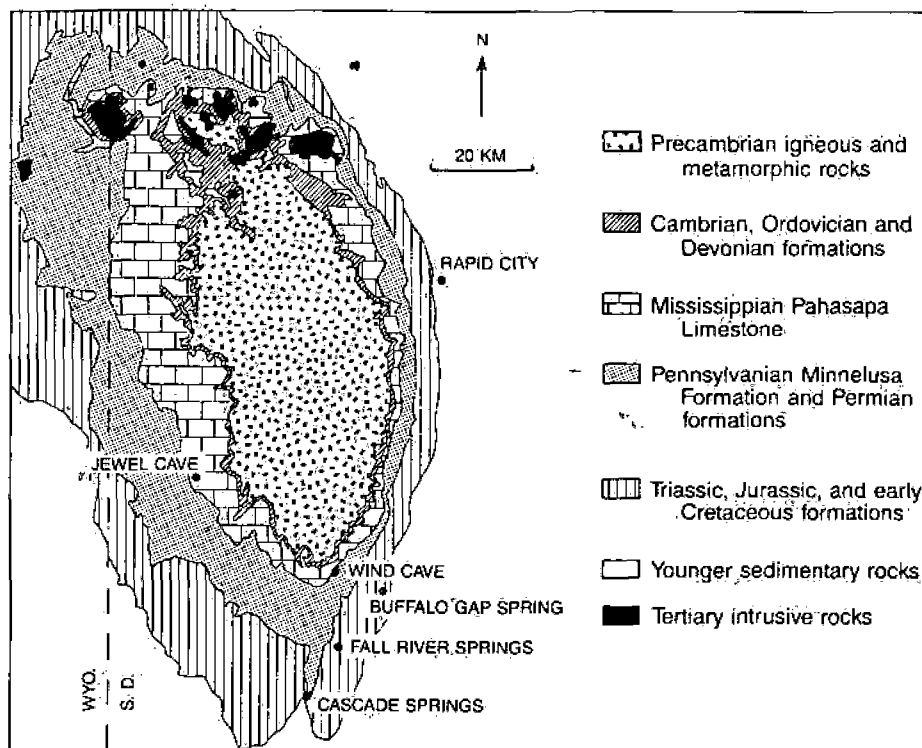 N
20 KM
RAPID CITY
JEWEL CAVE
WIND CAVE
BUFFALO GAP SPRING
FALL RIVER SPRINGS
CASCADE SPRINGS
WYO.
S. D.
Precambrian igneous and
metamorphic rocks
Cambrian, Ordovician and
Devonian formations
Mississippian Pahasapa
Limestone
Pennsylvanian Minnelusa
Formation and Permian
formations
Triassic, Jurassic, and early
Cretaceous formations
Younger sedimentary rocks
Tertiary intrusive rocks